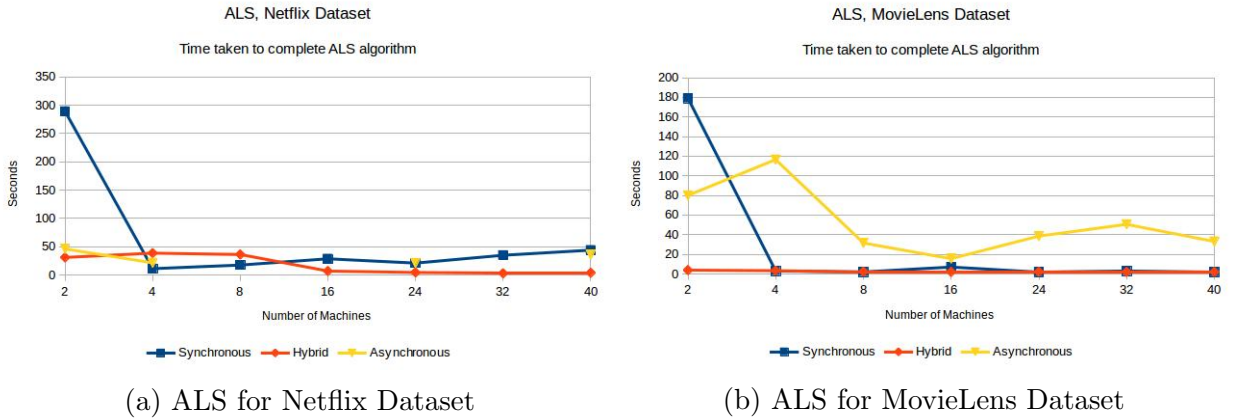 ALS, Netflix Dataset
Time taken to complete ALS algorithm
350
300
250
200
150
100
50
0
Seconds
2 4 16 24 32 40
Number of Machines
Synchronous Hybrid Asynchronous
(a) ALS for Netflix Dataset
ALS, MovieLens Dataset
Time taken to complete ALS algorithm
200
180
160
140
120
100
80
60
40
20
0
Seconds
2 4 8 16 24 32 40
Number of Machines
Synchronous Hybrid Asynchronous
(b) ALS for MovieLens Dataset